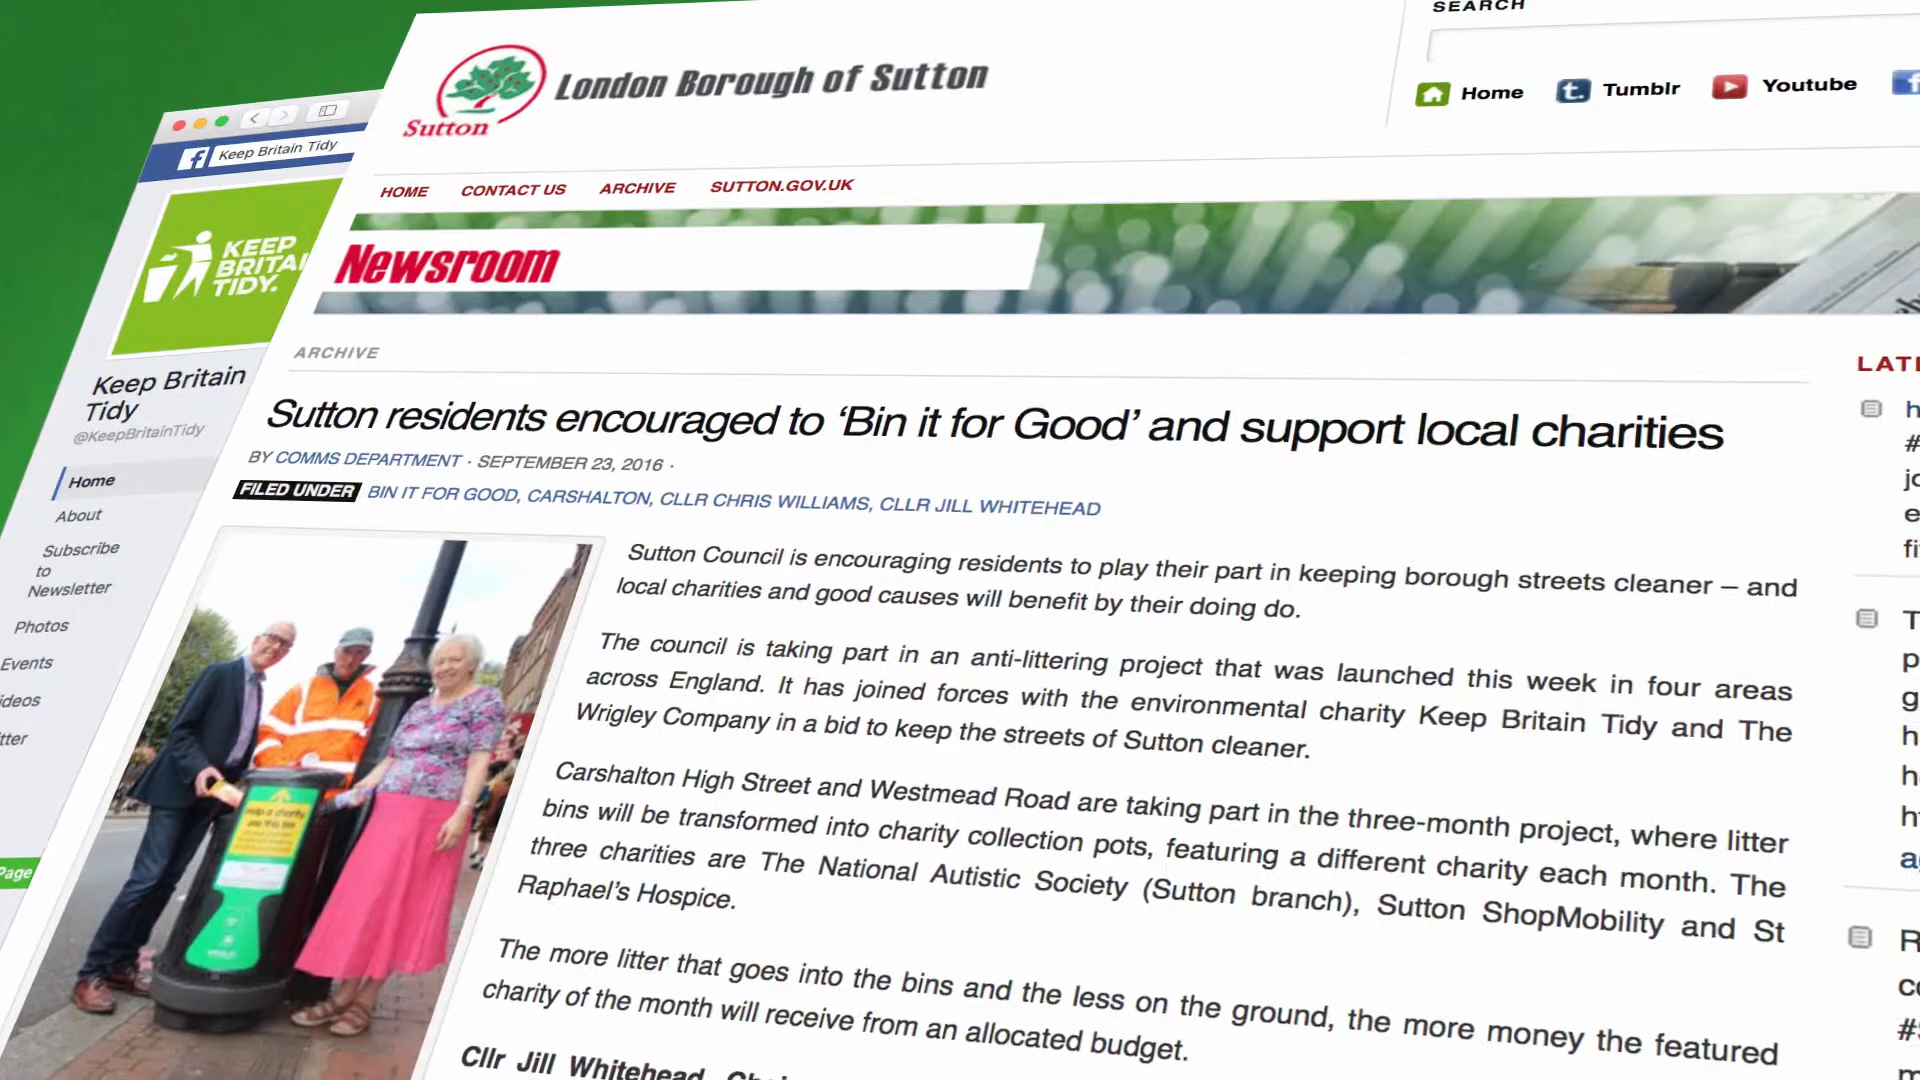 SEARCH
London Borough of Sutton
Sutton
Home
Tumblr
Youtube
Keep Britain Tidy
HOME
CONTACT US
ARCHIVE
SUTTON.GOV.UK
KEEP
BRITAI
TIDY.
Newsroom
ARCHIVE
LATE
Keep Britain
Tidy
@KeepBritainTidy
Home
About
Subscribe
to
Newsletter
Photos
Events
ideos
itter
Page
Sutton residents encouraged to ‘Bin it for Good’ and support local charities
BY COMMS DEPARTMENT · SEPTEMBER 23, 2016 ·
FILED UNDER BIN IT FOR GOOD, CARSHALTON, CLLR CHRIS WILLIAMS, CLLR JILL WHITEHEAD
Sutton Council is encouraging residents to play their part in keeping borough streets cleaner – and
local charities and good causes will benefit by their doing do.
The council is taking part in an anti-littering project that was launched this week in four areas
across England. It has joined forces with the environmental charity Keep Britain Tidy and The
Wrigley Company in a bid to keep the streets of Sutton cleaner.
Carshalton High Street and Westmead Road are taking part in the three-month project, where litter
bins will be transformed into charity collection pots, featuring a different charity each month. The
three charities are The National Autistic Society (Sutton branch), Sutton ShopMobility and St
Raphael’s Hospice.
The more litter that goes into the bins and the less on the ground, the more money the featured
charity of the month will receive from an allocated budget.
Cllr Jill Whitehead,
Help a charity
use this bin